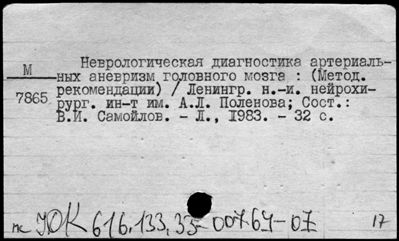 Неврологическая диагностика артериаль-
М
ных аневризм головного мозга : (Метод.
7865
рекомендации) / Ленингр. н.-и. нейрохи-
рург. ин-т им. А.Л. Поленова; Сост.:
В.И. Самойлов. - Л., 1983. - 32 с.
УДК 616.133.33-007.64-07
17